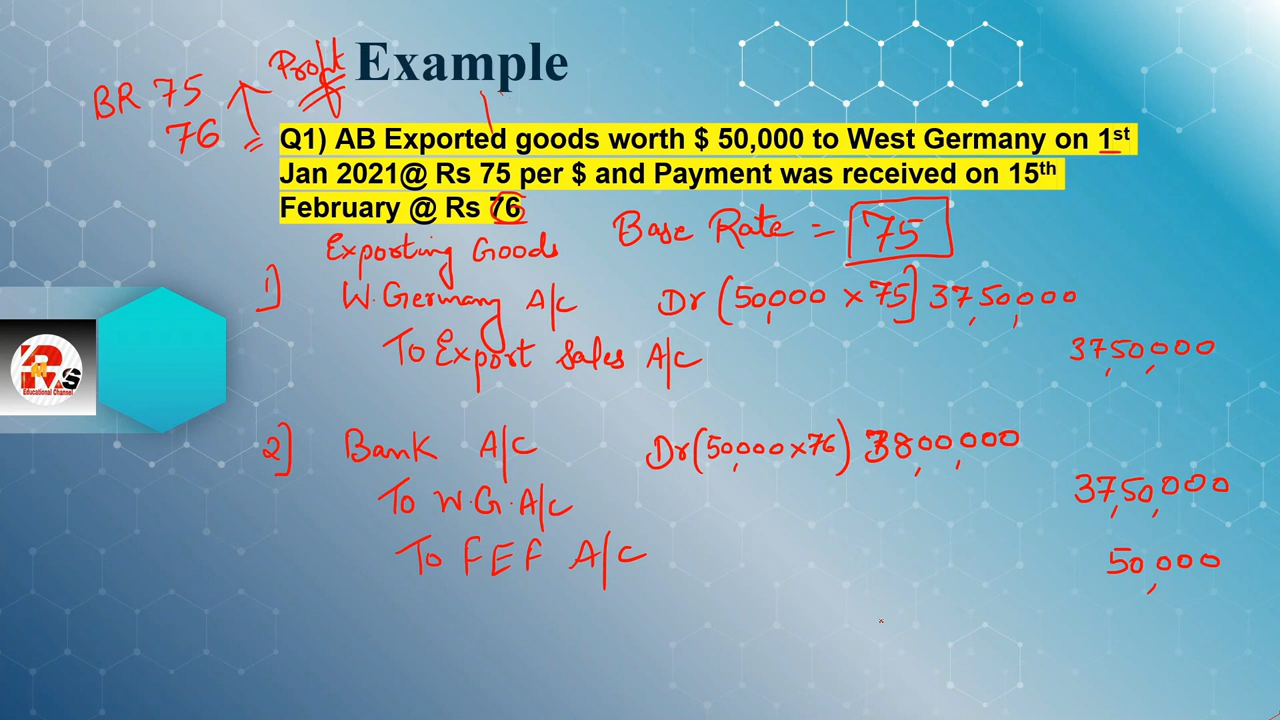 Example
BR 75
76
Profit
Q1) AB Exported goods worth $ 50,000 to West Germany on 1st
Jan 2021@ Rs 75 per $ and Payment was received on 15th
February @ Rs 76
Base Rate = 75
Exporting Goods
1] W.Germany A/C Dr (50,000 x 75] 37,50,000
To Export Sales A/C 37,50,000
2] Bank A/C Dr (50,000x76) 38,00,000
To W.G.A/C 37,50,000
To FEF A/C 50,000
Educational Channel